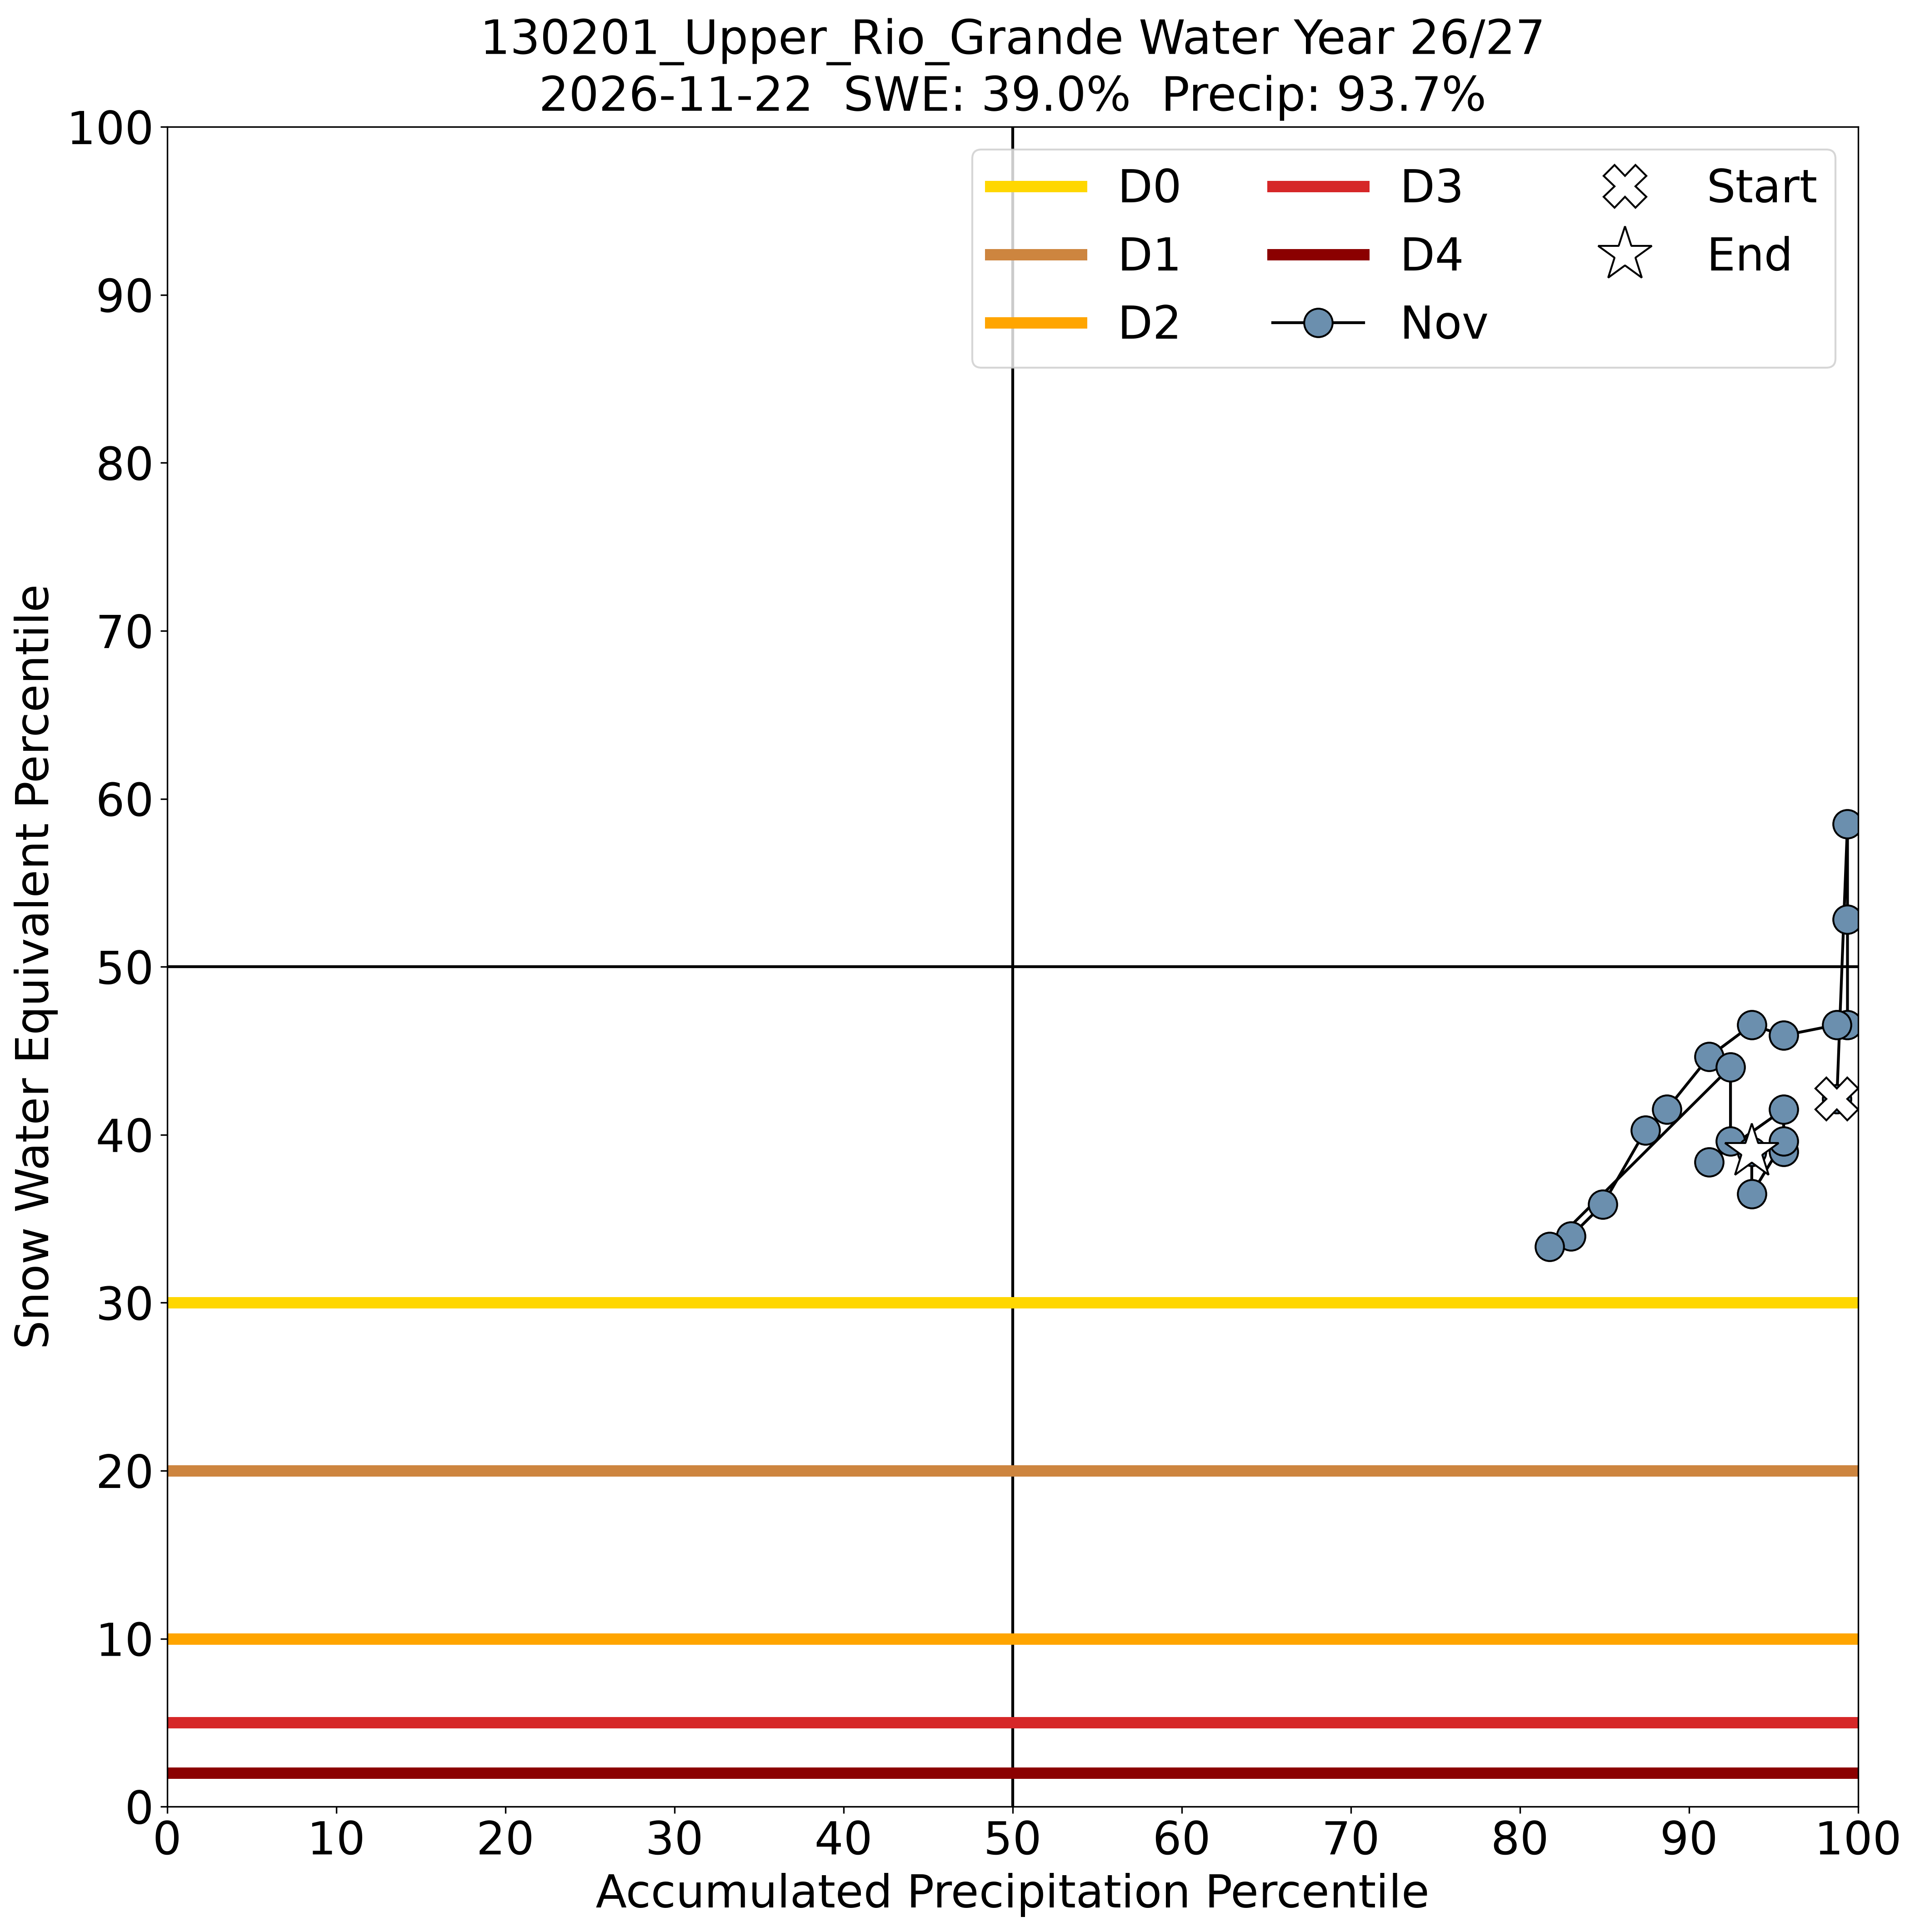 130201_Upper_Rio_Grande Water Year 26/27
2026-11-22  SWE: 39.0%  Precip: 93.7%
D0
D1
D2
D3
D4
Nov
Start
End
100
90
80
70
60
50
40
30
20
10
0
Snow Water Equivalent Percentile
0 10 20 30 40 50 60 70 80 90 100
Accumulated Precipitation Percentile